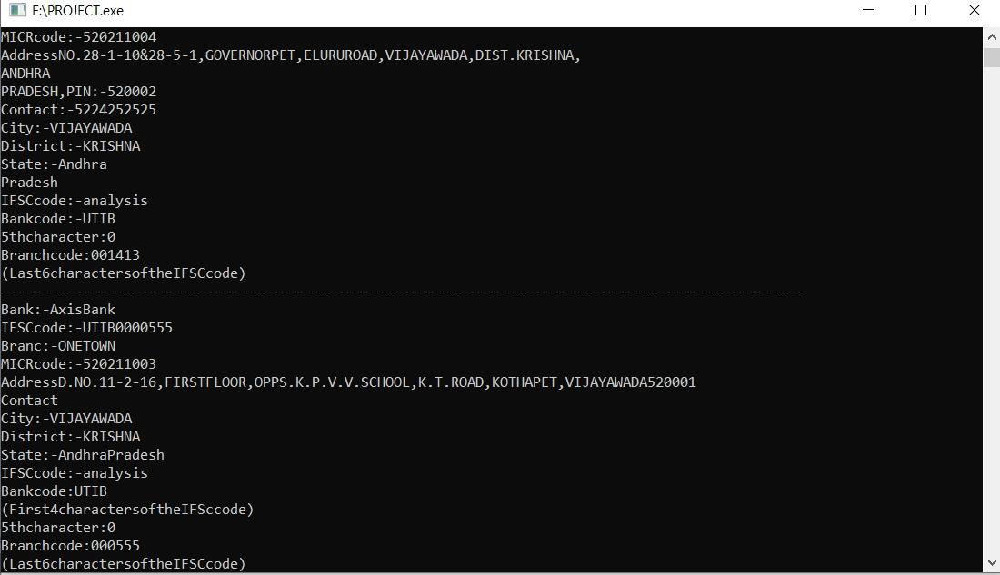 E:\PROJECT.exe
MICRcode:-520211004
AddressNO.28-1-10&28-5-1,GOVERNORPET,ELURUROAD,VIJAYAWADA,DIST.KRISHNA,
ANDHRA
PRADESH,PIN:-520002
Contact:-5224252525
City:-VIJAYAWADA
District:-KRISHNA
State:-Andhra
Pradesh
IFSCcode:-analysis
Bankcode:-UTIB
5thcharacter:0
Branchcode:001413
(Last6charactersoftheIFSCcode)
--------------------------------------------------------------------------------------------------
Bank:-AxisBank
IFSCcode:-UTIB0000555
Branc:-ONETOWN
MICRcode:-520211003
AddressD.NO.11-2-16,FIRSTFLOOR,OPPS.K.P.V.V.SCHOOL,K.T.ROAD,KOTHAPET,VIJAYAWADA520001
Contact
City:-VIJAYAWADA
District:-KRISHNA
State:-AndhraPradesh
IFSCcode:-analysis
Bankcode:UTIB
(First4charactersoftheIFSccode)
5thcharacter:0
Branchcode:000555
(Last6charactersoftheIFSCcode)